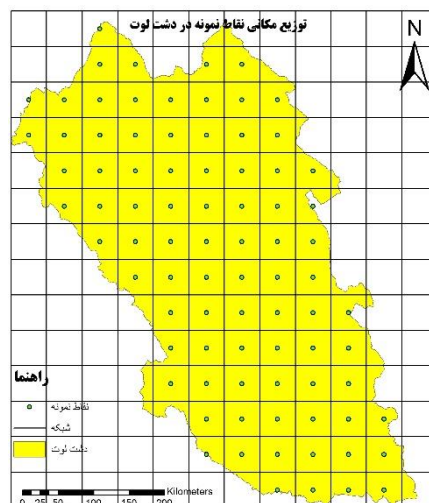 توزیع مکانی نقاط نمونه در دشت لوت
N
راهنما
نقاط نمونه
شبکه
دشت لوت
0 25 50 100 150 200 Kilometers